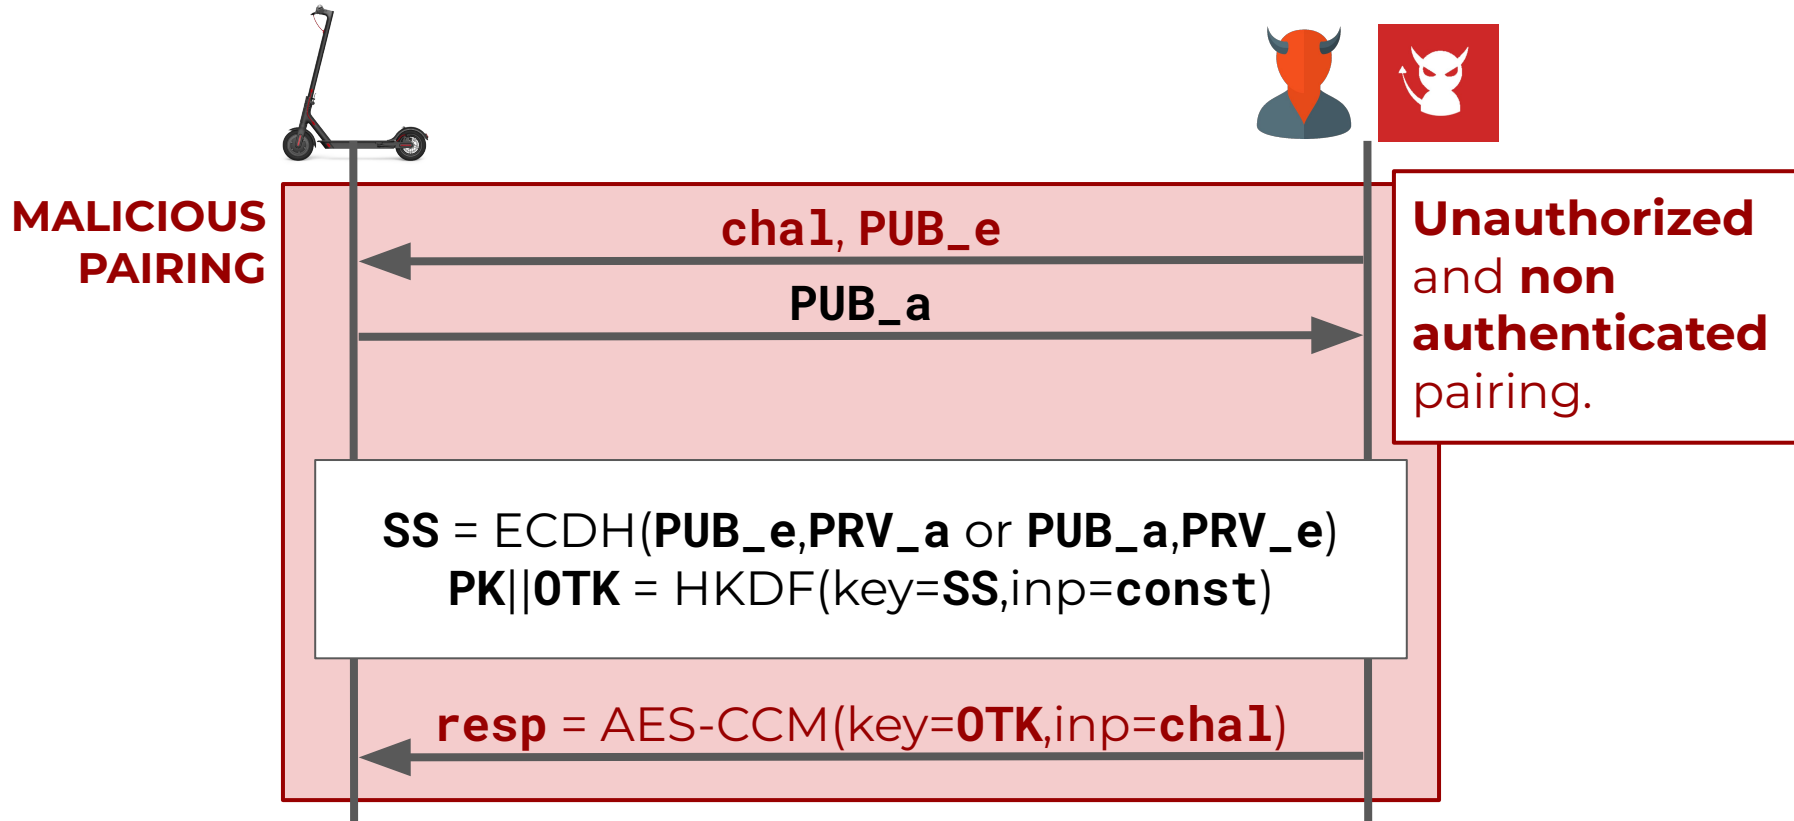 MALICIOUS
PAIRING
chal, PUB_e
PUB_a
Unauthorized
and non
authenticated
pairing.
SS = ECDH(PUB_e,PRV_a or PUB_a,PRV_e)
PK||OTK = HKDF(key=SS,inp=const)
resp = AES-CCM(key=OTK,inp=chal)